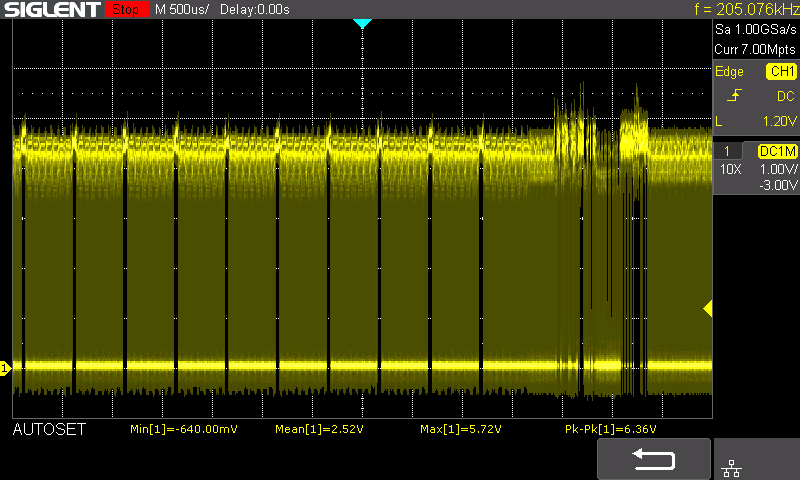 SIGLENT Stop M 500us/ Delay:0.00s f = 205.076kHz
Sa 1.00GSa/s
Curr 7.00Mpts
Edge CH1
DC
L 1.20V
1 DC1M
10X 1.00V/
-3.00V
1
AUTOSET Min[1]=-640.00mV Mean[1]=2.52V Max[1]=5.72V Pk-Pk[1]=6.36V